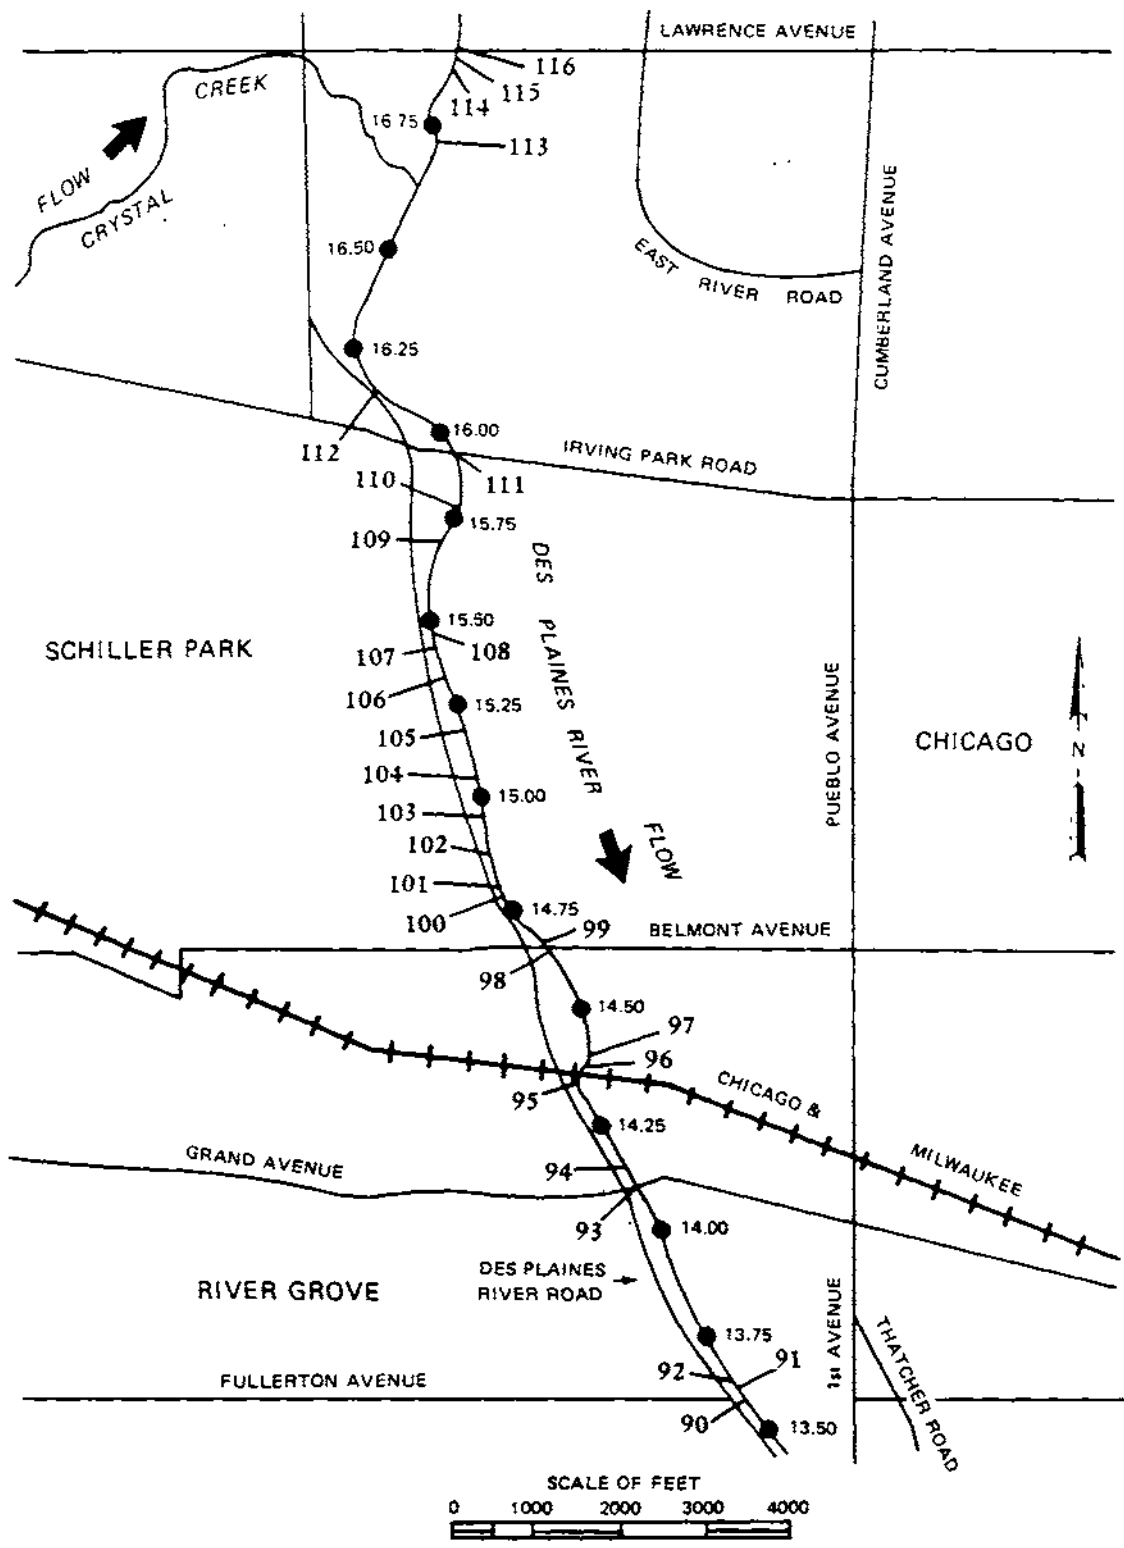 LAWRENCE AVENUE
116
115
114
CREEK
16.75
113
FLOW
CRYSTAL
CUMBERLAND AVENUE
16.50
EAST RIVER ROAD
16.25
16.00
112
IRVING PARK ROAD
111
110
15.75
109
DES PLAINES RIVER
15.50
SCHILLER PARK
108
107
106
15.25
PUEBLO AVENUE
105
CHICAGO
N
104
15.00
103
102
FLOW
101
100
14.75
99
BELMONT AVENUE
98
14.50
97
96
CHICAGO &
MILWAUKEE
95
14.25
GRAND AVENUE
94
93
14.00
DES PLAINES
RIVER ROAD
RIVER GROVE
1st AVENUE
THATCHER ROAD
13.75
91
92
FULLERTON AVENUE
90
13.50
SCALE OF FEET
0 1000 2000 3000 4000